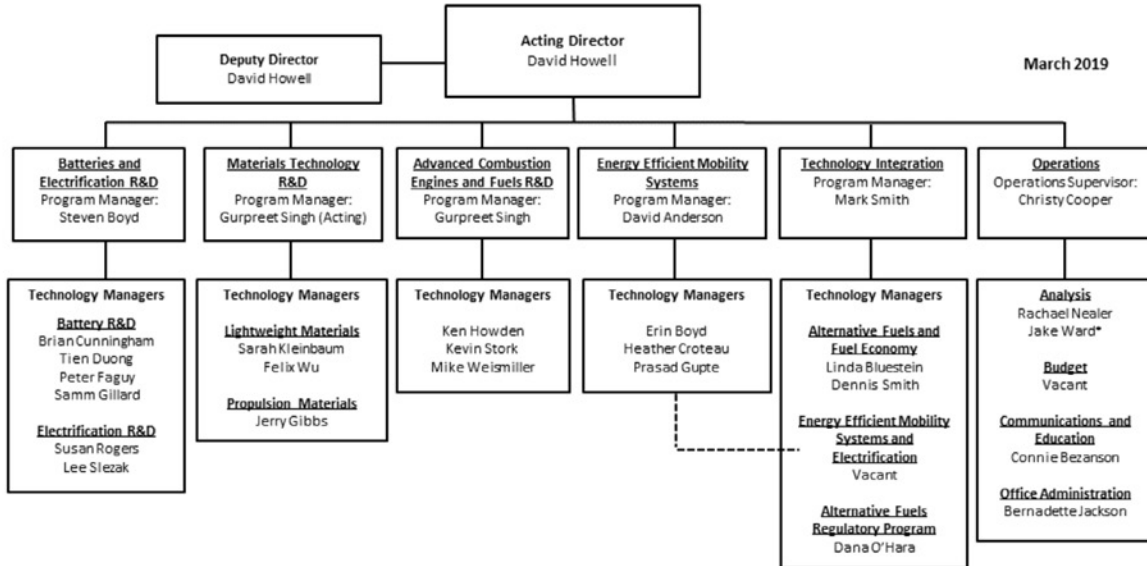 Acting Director
David Howell
Deputy Director
David Howell
March 2019
Batteries and
Electrification R&D
Program Manager:
Steven Boyd
Materials Technology
R&D
Program Manager:
Gurpreet Singh (Acting)
Advanced Combustion
Engines and Fuels R&D
Program Manager:
Gurpreet Singh
Energy Efficient Mobility
Systems
Program Manager:
David Anderson
Technology Integration
Program Manager:
Mark Smith
Operations
Operations Supervisor:
Christy Cooper
Technology Managers
Battery R&D
Brian Cunningham
Tien Duong
Peter Faguy
Samm Gillard
Electrification R&D
Susan Rogers
Lee Slezak
Technology Managers
Lightweight Materials
Sarah Kleinbaum
Felix Wu
Propulsion Materials
Jerry Gibbs
Technology Managers
Ken Howden
Kevin Stork
Mike Weismiller
Technology Managers
Erin Boyd
Heather Croteau
Prasad Gupte
Technology Managers
Alternative Fuels and
Fuel Economy
Linda Bluestein
Dennis Smith
Energy Efficient Mobility
Systems and
Electrification
Vacant
Alternative Fuels
Regulatory Program
Dana O'Hara
Analysis
Rachael Nealer
Jake Ward*
Budget
Vacant
Communications and
Education
Connie Bezanson
Office Administration
Bernadette Jackson